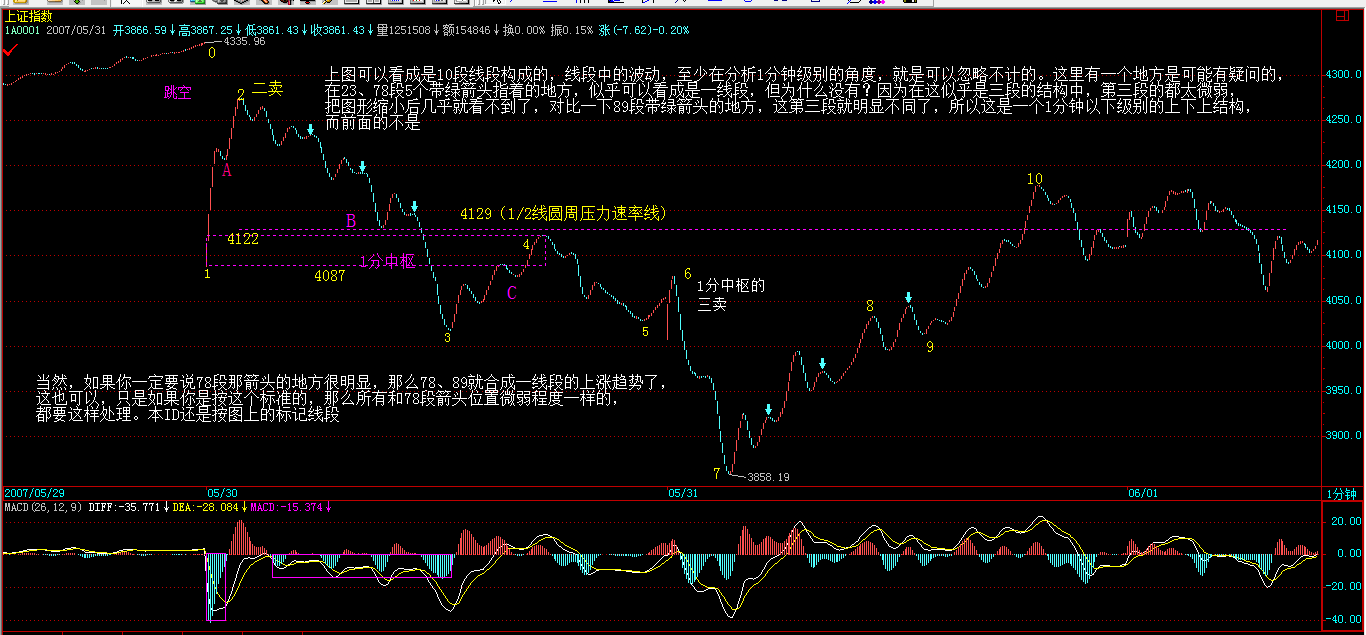 上证指数
1A0001 2007/05/31 开3866.59↓高3867.25↓低3861.43↓收3861.43↓量1251508↓额154846↓换0.00% 振0.15% 涨(-7.62)-0.20%
日
4335.96
0
4300.0
上图可以看成是10段线段构成的，线段中的波动，至少在分析1分钟级别的角度，就是可以忽略不计的。这里有一个地方是可能有疑问的，
在23、78段5个带绿箭头指着的地方，似乎可以看成是一线段，但为什么没有？因为在这似乎是三段的结构中，第三段的都太微弱，
把图形缩小后几乎就看不到了，对比一下89段带绿箭头的地方，这第三段就明显不同了，所以这是一个1分钟以下级别的上下上结构，
而前面的不是
跳空
2
二卖
4250.0
A
4200.0
10
B
4129（1/2线圆周压力速率线）
4150.0
4122
4
4100.0
1分中枢
1
4087
6
1分中枢的
三卖
C
4050.0
8
3
5
9
4000.0
当然，如果你一定要说78段那箭头的地方很明显，那么78、89就合成一线段的上涨趋势了，
这也可以，只是如果你是按这个标准的，那么所有和78段箭头位置微弱程度一样的，
都要这样处理。本ID还是按图上的标记线段
3950.0
3900.0
7
3858.19
2007/05/29
05/30
05/31
06/01
1分钟
MACD(26,12,9) DIFF:-35.771↓DEA:-28.084↓MACD:-15.374↓
20.00
0.00
-20.00
-40.00